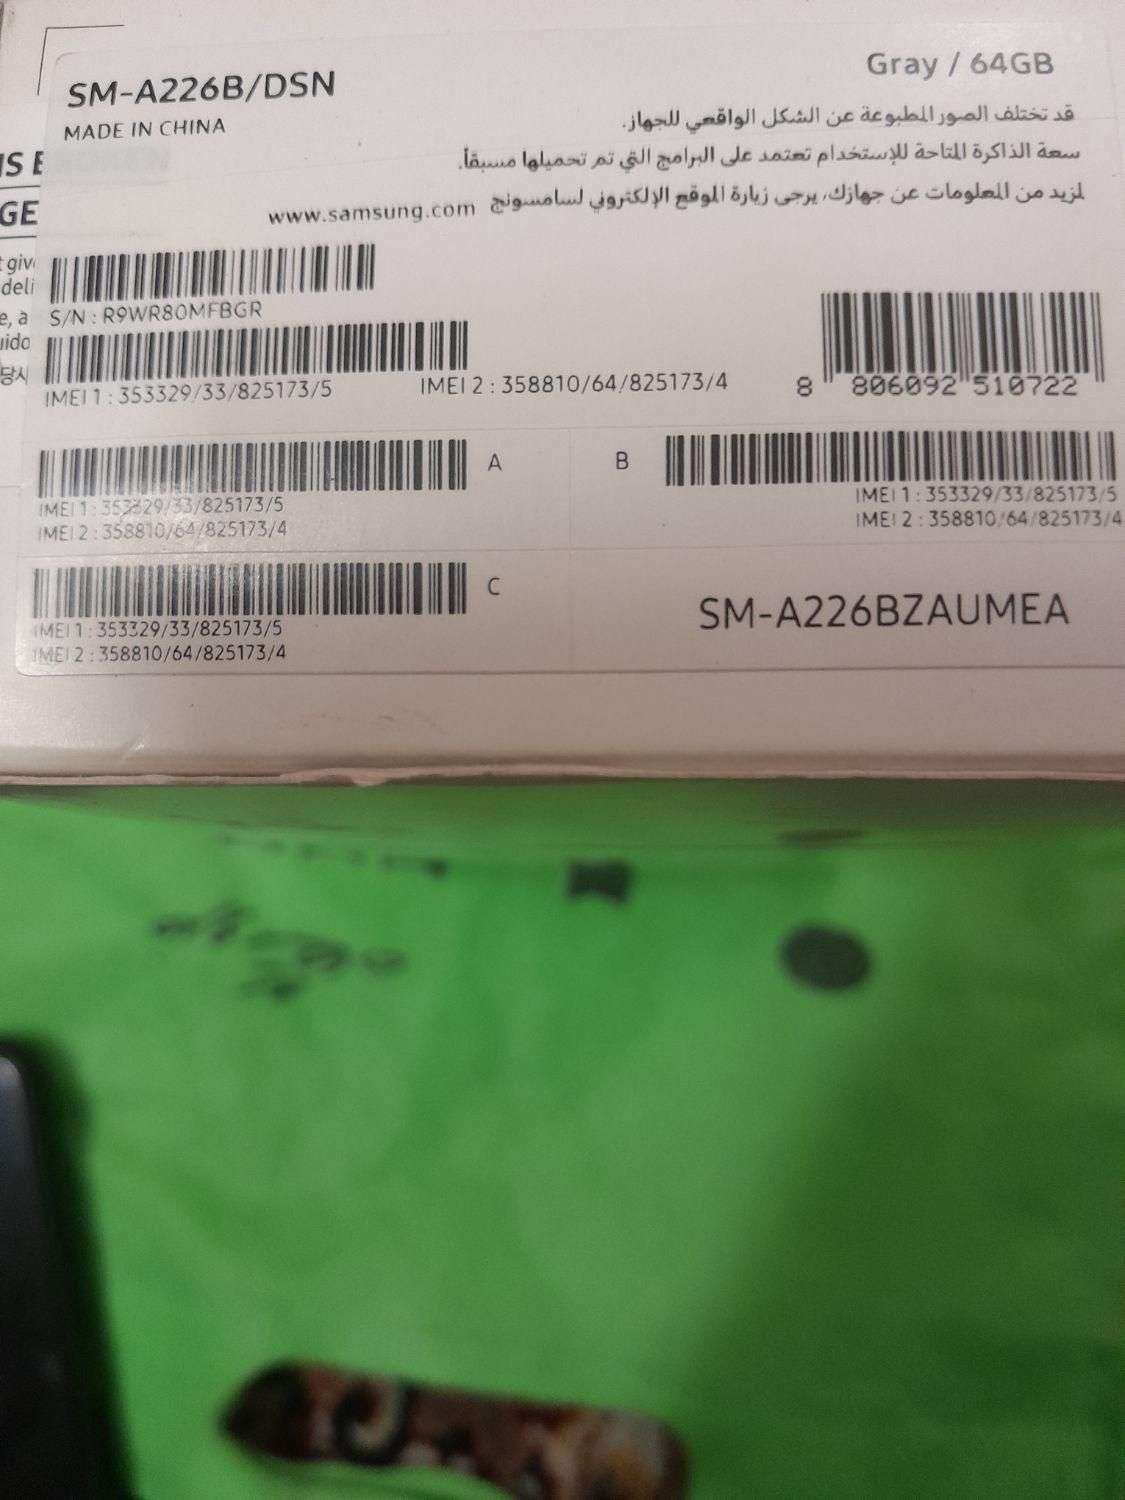 SM-A226B/DSN
Gray / 64GB
MADE IN CHINA
قد تختلف الصور المطبوعة عن الشكل الواقعي للجهاز.
سعة الذاكرة المتاحة للإستخدام تعتمد على البرامج التي تم تحميلها مسبقاً.
لمزيد من المعلومات عن جهازك، يرجى زيارة الموقع الإلكتروني لسامسونج www.samsung.com
S/N : R9WR80MFBGR
IMEI 1 : 353329/33/825173/5
IMEI 2 : 358810/64/825173/4
8 806092 510722
A
IMEI 1 : 353329/33/825173/5
IMEI 2 : 358810/64/825173/4
B
IMEI 1 : 353329/33/825173/5
IMEI 2 : 358810/64/825173/4
C
IMEI 1 : 353329/33/825173/5
IMEI 2 : 358810/64/825173/4
SM-A226BZAUMEA